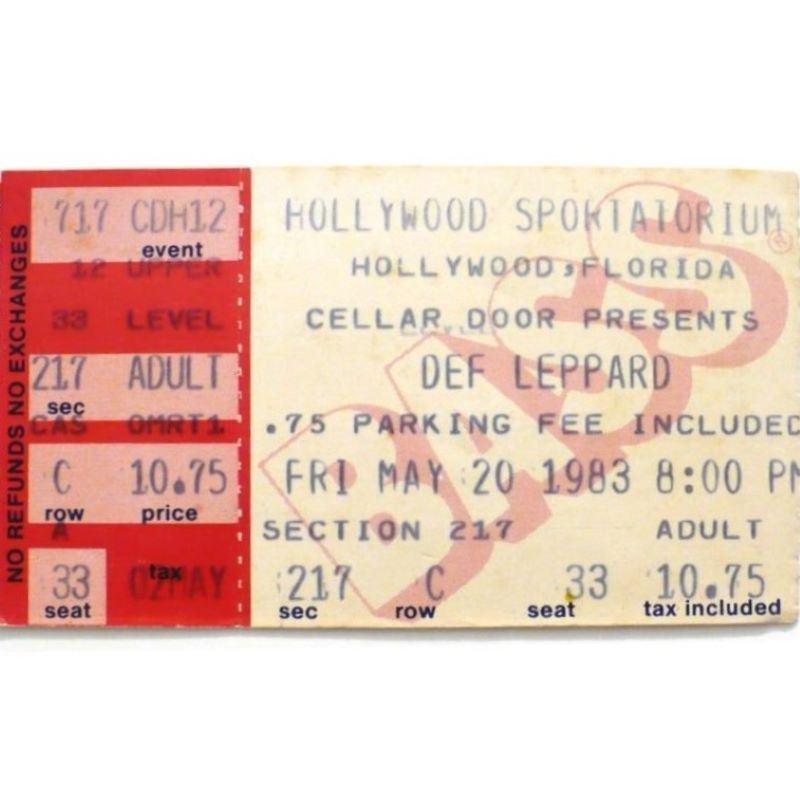 NO REFUNDS NO EXCHANGES
717 CDH12
event
12 UPPER
33 LEVEL
217 ADULT
sec
CAS OMRT1
C 10.75
row price
A
tax
33 02MAY
seat
HOLLYWOOD SPORTATORIUM
HOLLYWOOD,FLORIDA
CELLAR DOOR PRESENTS
DEF LEPPARD
.75 PARKING FEE INCLUDED
FRI MAY 20 1983 8:00 PM
SECTION 217 ADULT
217 C 33 10.75
sec row seat tax included
BASS®